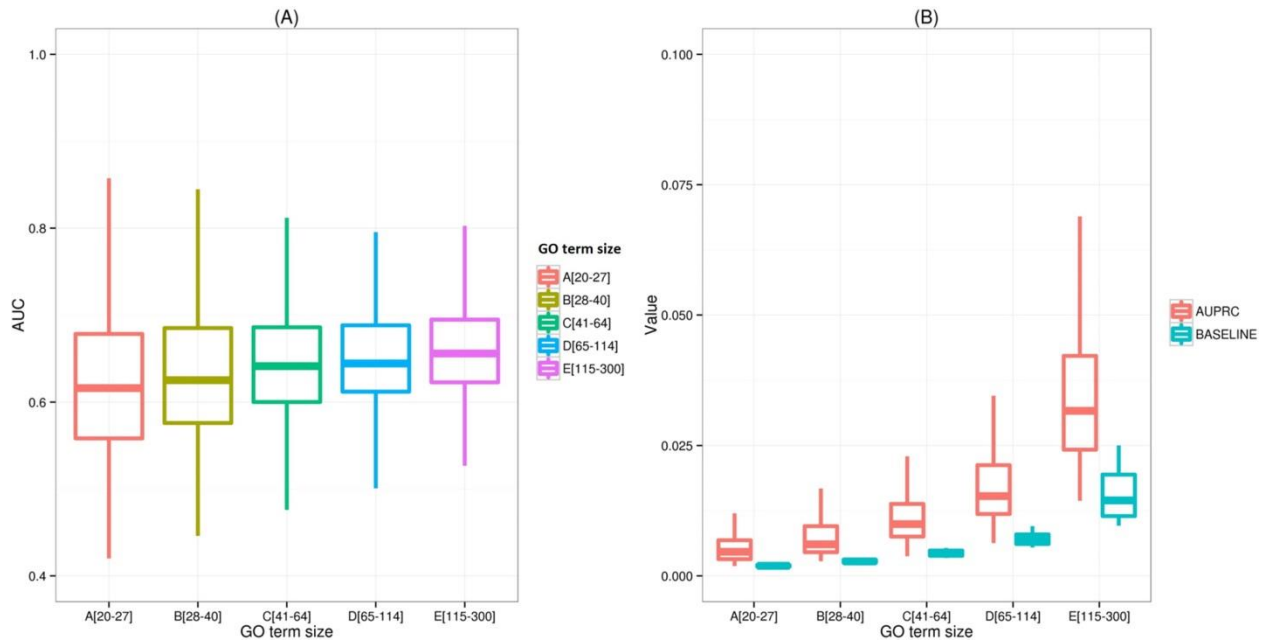 (A)
1.0
0.8
0.6
0.4
AUC
A[20-27]
B[28-40]
C[41-64]
D[65-114]
E[115-300]
GO term size
GO term size
A[20-27]
B[28-40]
C[41-64]
D[65-114]
E[115-300]
(B)
0.100
0.075
0.050
0.025
0.000
Value
A[20-27]
B[28-40]
C[41-64]
D[65-114]
E[115-300]
GO term size
AUPRC
BASELINE